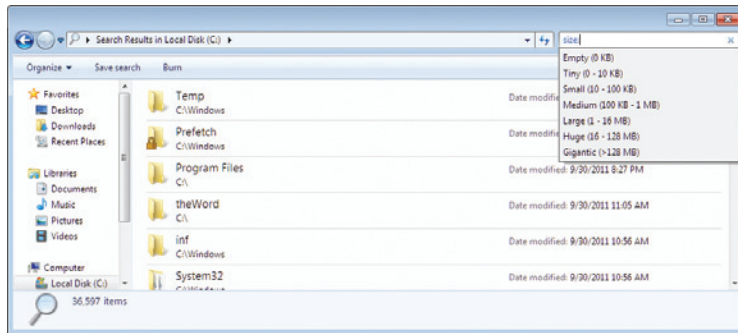 Search Results in Local Disk (C:)
size:
Organize
Save search
Burn
Empty (0 KB)
Tiny (0 - 10 KB)
Small (10 - 100 KB)
Medium (100 KB - 1 MB)
Large (1 - 16 MB)
Huge (16 - 128 MB)
Gigantic (>128 MB)
Favorites
Desktop
Downloads
Recent Places
Libraries
Documents
Music
Pictures
Videos
Computer
Local Disk (C:)
Temp
C:\Windows
Date modified
Prefetch
C:\Windows
Date modified
Program Files
C:\
Date modified: 9/30/2011 8:27 PM
theWord
C:\
Date modified: 9/30/2011 11:05 AM
inf
C:\Windows
Date modified: 9/30/2011 10:56 AM
System32
C:\Windows
Date modified: 9/30/2011 10:56 AM
36,597 items